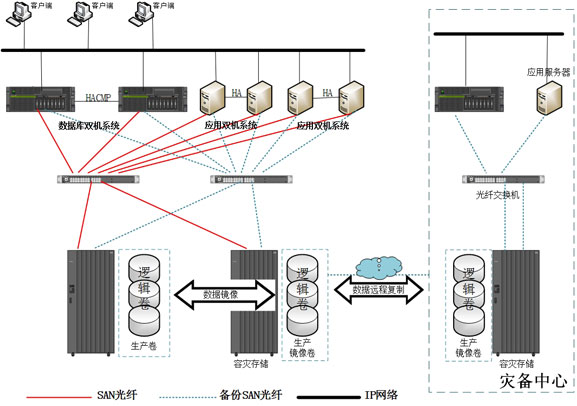 客户端
客户端
客户端
应用服务器
HACMP
HA
HA
数据库双机系统
应用双机系统
应用双机系统
光纤交换机
逻辑卷
生产卷
数据镜像
逻辑卷
生产
镜像卷
数据远程复制
逻辑卷
生产
镜像卷
容灾存储
容灾存储
灾备中心
SAN光纤
备份SAN光纤
IP网络